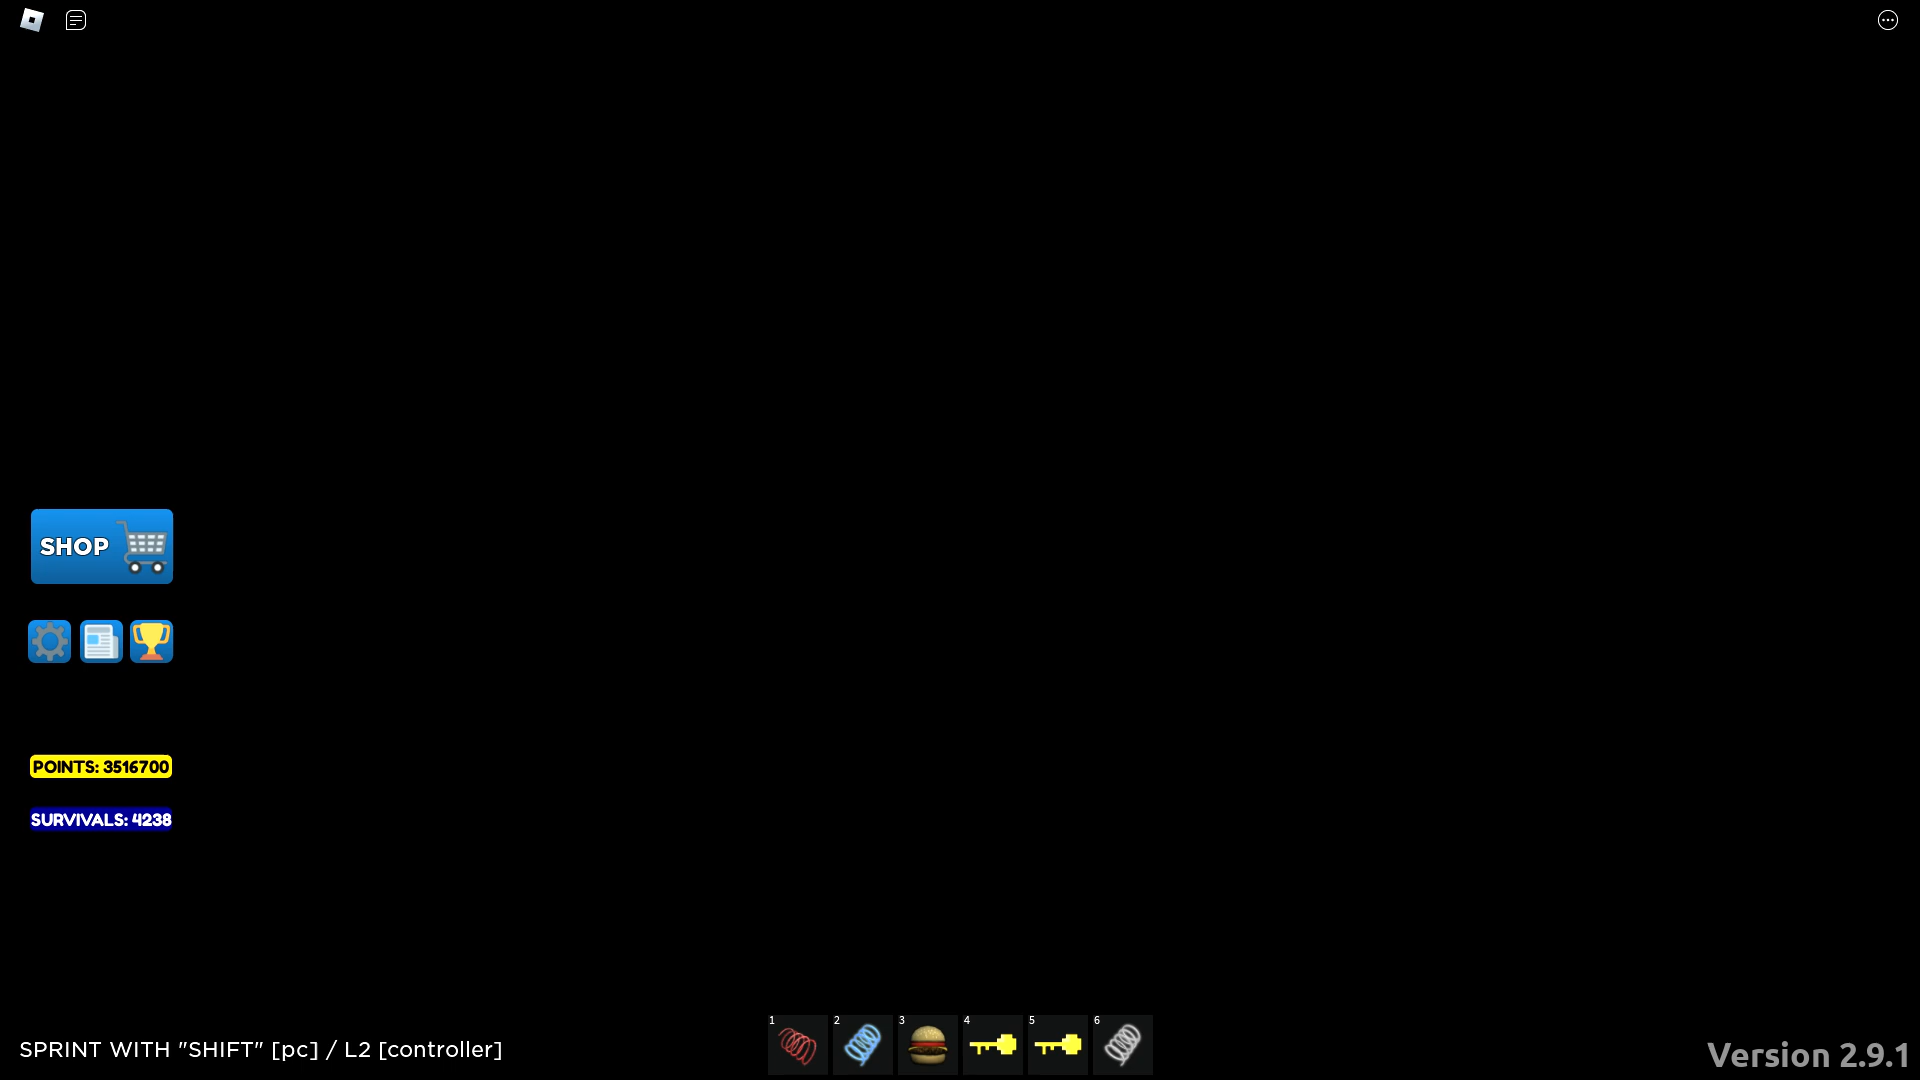 SHOP
POINTS: 3516700
SURVIVALS: 4238
1 2 3 4 5 6
SPRINT WITH "SHIFT" [pc] / L2 [controller]
Version 2.9.1